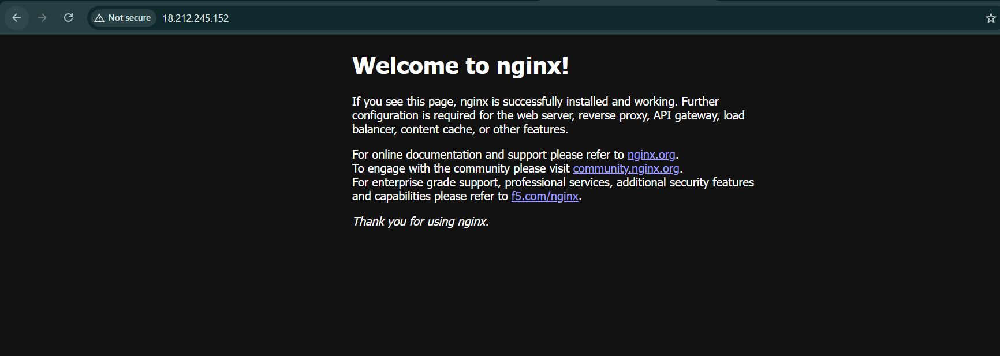 Not secure
18.212.245.152
Welcome to nginx!
If you see this page, nginx is successfully installed and working. Further
configuration is required for the web server, reverse proxy, API gateway, load
balancer, content cache, or other features.
For online documentation and support please refer to nginx.org.
To engage with the community please visit community.nginx.org.
For enterprise grade support, professional services, additional security features
and capabilities please refer to f5.com/nginx.
Thank you for using nginx.